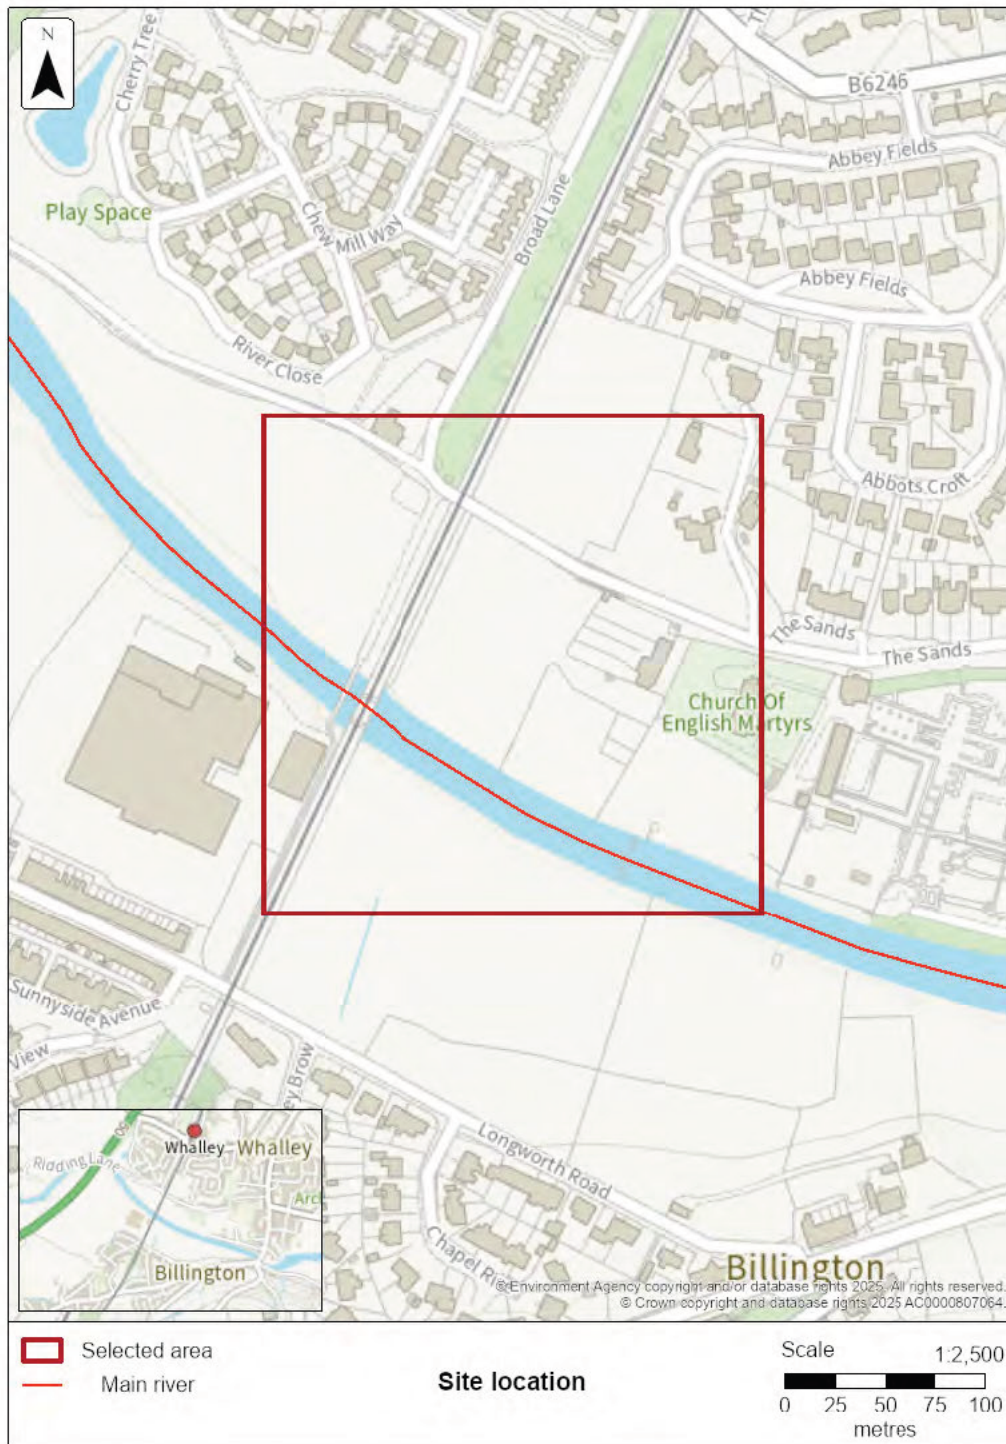 N
Cherry Tree
B6246
Abbey Fields
Play Space
Chew Mill Way
Broad Lane
Abbey Fields
River Close
Abbots Croft
The Sands
The Sands
Church Of
English Martyrs
Sunnyside Avenue
View
Longworth Road
Chapel
Billington
Whalley
Whalley
Ridding Lane
Billington
© Environment Agency copyright and/or database rights 2025. All rights reserved.
© Crown copyright and database rights 2025 AC0000807064.
Selected area
Main river
Site location
Scale
1:2,500
0 25 50 75 100
metres